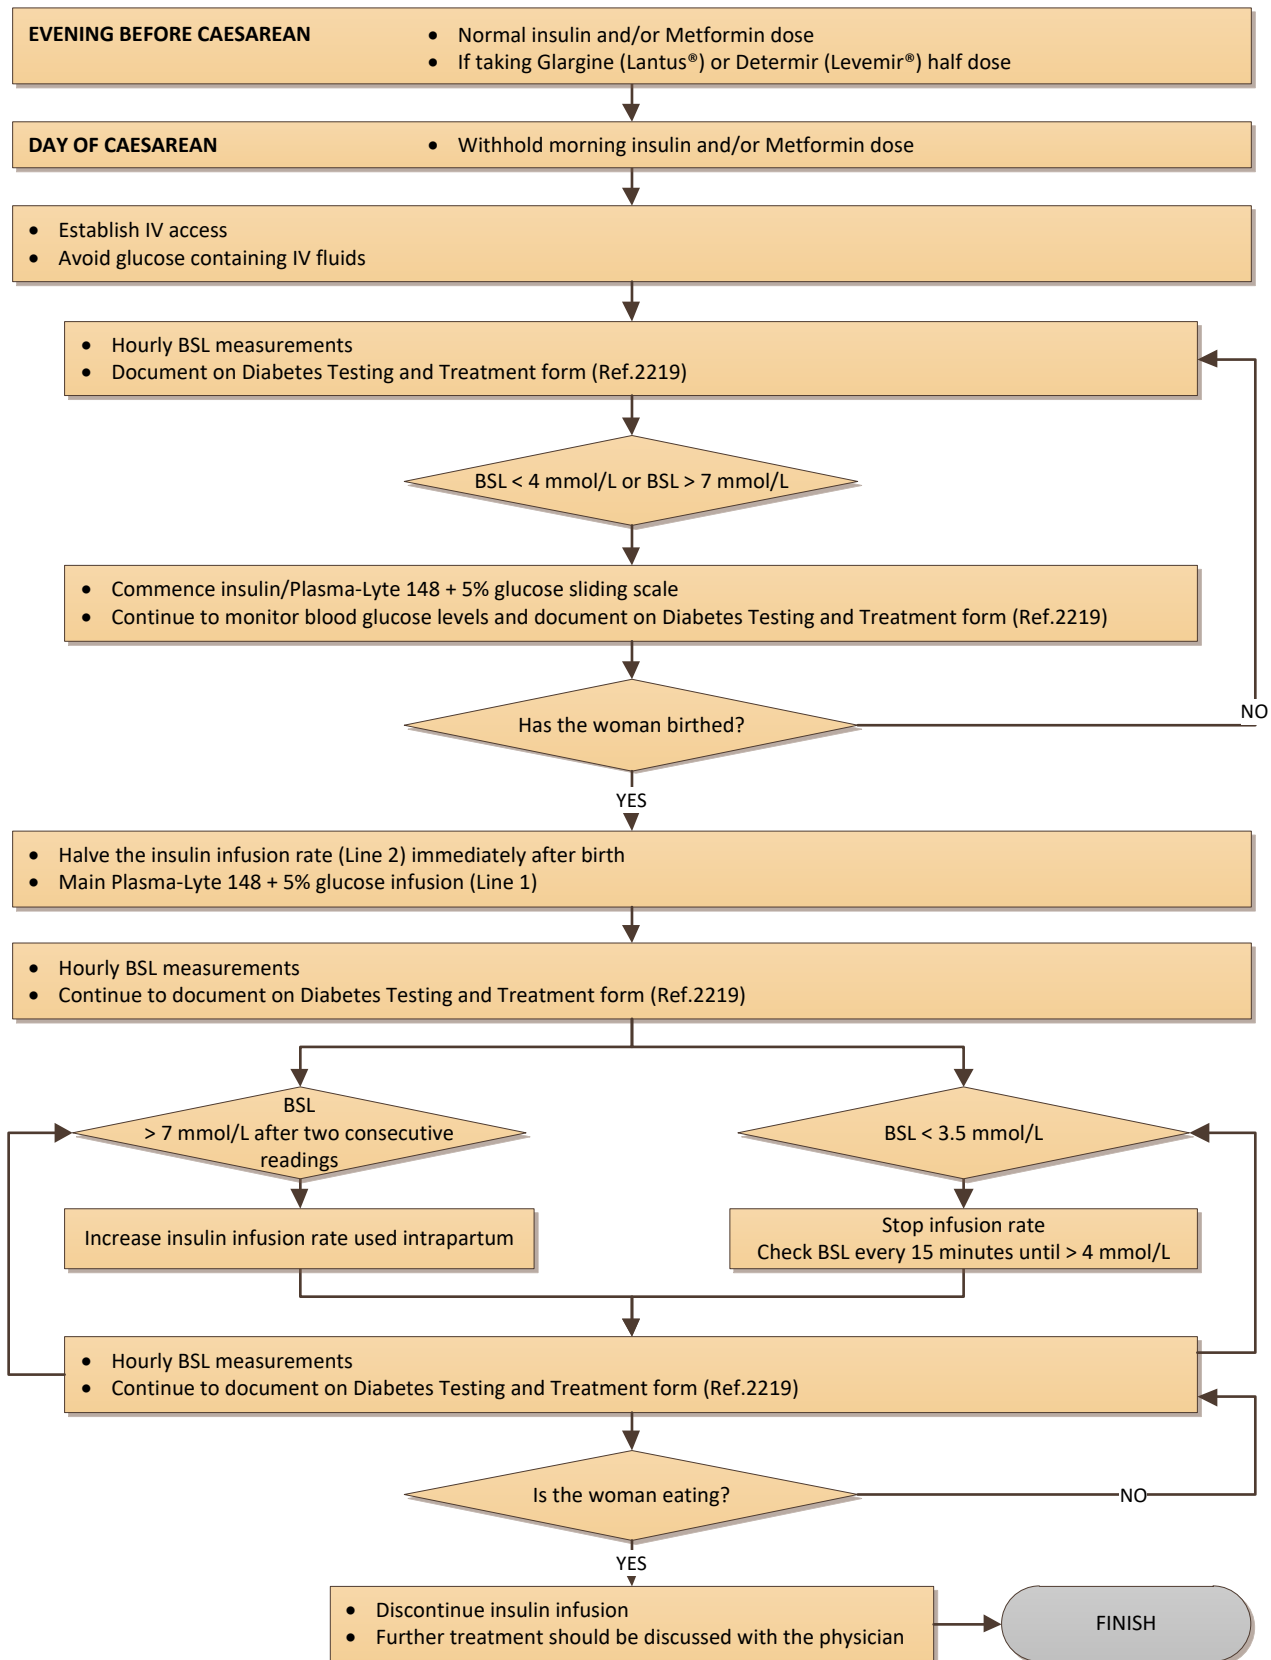 EVENING BEFORE CAESAREAN
• Normal insulin and/or Metformin dose
• If taking Glargine (Lantus®) or Determir (Levemir®) half dose
DAY OF CAESAREAN
• Withhold morning insulin and/or Metformin dose
• Establish IV access
• Avoid glucose containing IV fluids
• Hourly BSL measurements
• Document on Diabetes Testing and Treatment form (Ref.2219)
BSL < 4 mmol/L or BSL > 7 mmol/L
• Commence insulin/Plasma-Lyte 148 + 5% glucose sliding scale
• Continue to monitor blood glucose levels and document on Diabetes Testing and Treatment form (Ref.2219)
Has the woman birthed?
NO
YES
• Halve the insulin infusion rate (Line 2) immediately after birth
• Main Plasma-Lyte 148 + 5% glucose infusion (Line 1)
• Hourly BSL measurements
• Continue to document on Diabetes Testing and Treatment form (Ref.2219)
BSL
> 7 mmol/L after two consecutive
readings
BSL < 3.5 mmol/L
Increase insulin infusion rate used intrapartum
Stop infusion rate
Check BSL every 15 minutes until > 4 mmol/L
• Hourly BSL measurements
• Continue to document on Diabetes Testing and Treatment form (Ref.2219)
Is the woman eating?
NO
YES
• Discontinue insulin infusion
• Further treatment should be discussed with the physician
FINISH